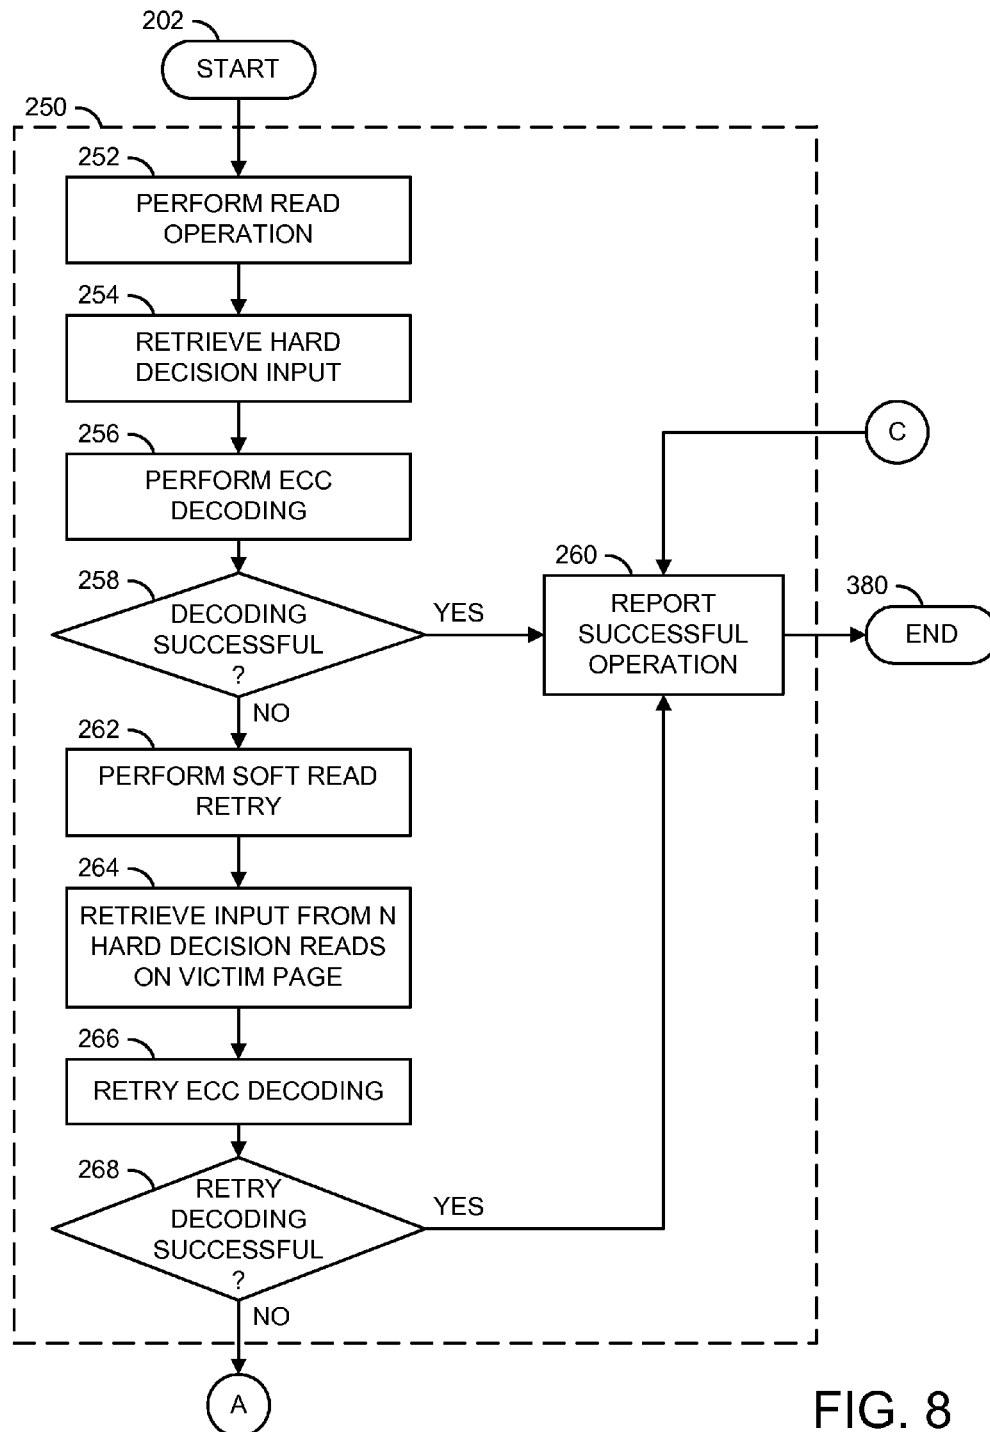 202
START
250
252
PERFORM READ
OPERATION
254
RETRIEVE HARD
DECISION INPUT
256
PERFORM ECC
DECODING
C
258
DECODING
SUCCESSFUL
?
YES
NO
260
REPORT
SUCCESSFUL
OPERATION
380
END
262
PERFORM SOFT READ
RETRY
264
RETRIEVE INPUT FROM N
HARD DECISION READS
ON VICTIM PAGE
266
RETRY ECC DECODING
268
RETRY
DECODING
SUCCESSFUL
?
YES
NO
A
FIG. 8